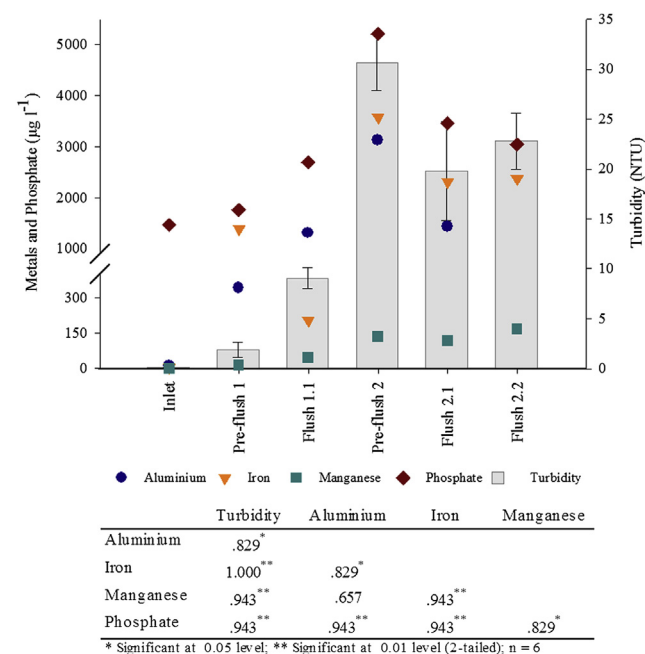 Metals and Phosphate (µg l-1)
5000
4000
3000
2000
1000
300
150
0
35
30
25
20
15
10
5
0
Turbidity (NTU)
Inlet
Pre-flush 1
Flush 1.1
Pre-flush 2
Flush 2.1
Flush 2.2
Aluminium Iron Manganese Phosphate Turbidity
Turbidity Aluminium Iron Manganese
Aluminium .829*
Iron 1.000** .829*
Manganese .943** .657 .943**
Phosphate .943** .943** .943** .829*
* Significant at 0.05 level; ** Significant at 0.01 level (2-tailed); n = 6